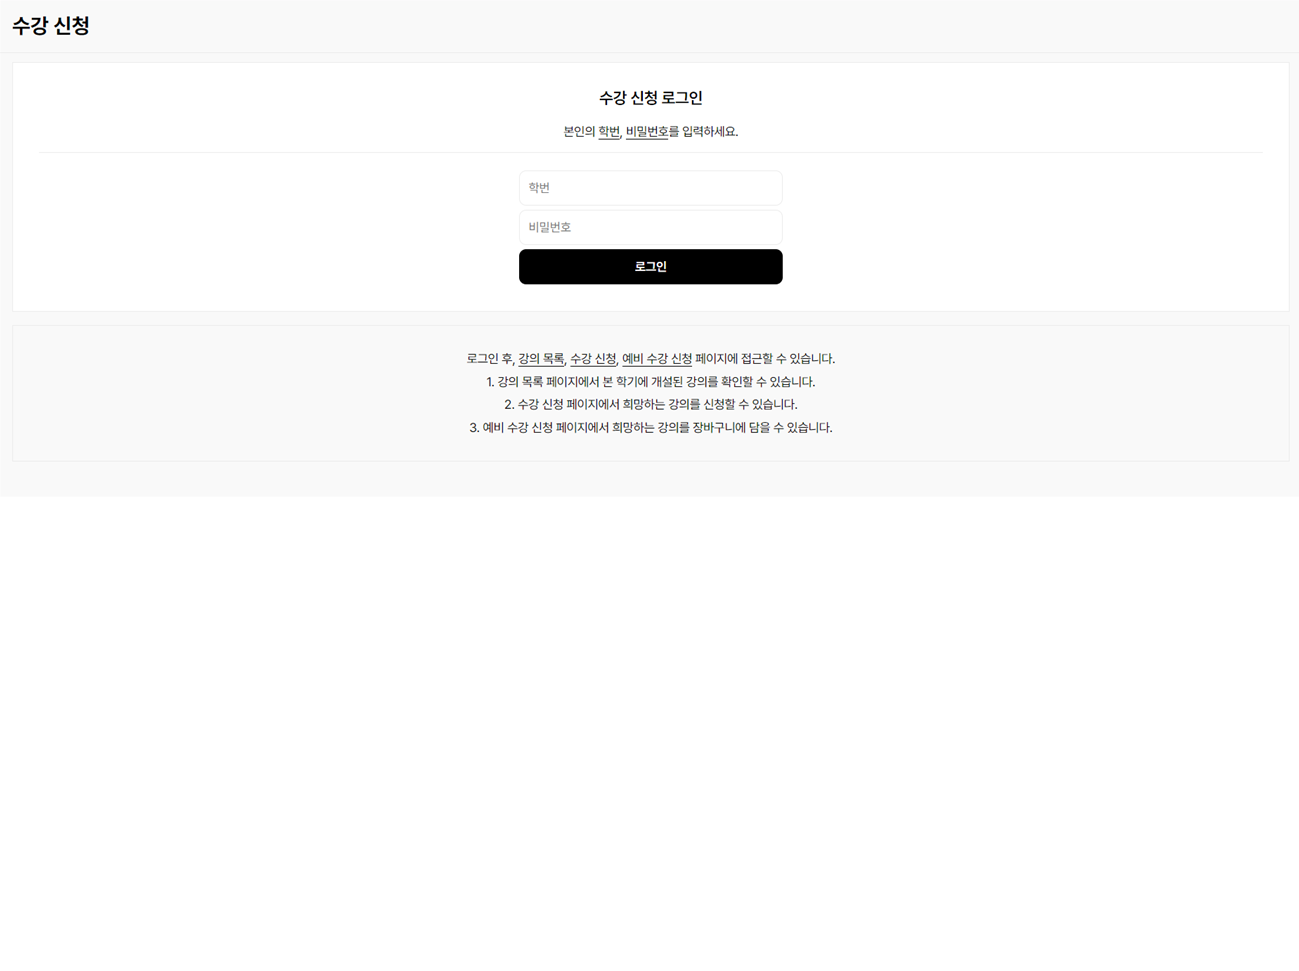 수강 신청
수강 신청 로그인
본인의 학번, 비밀번호를 입력하세요.
학번
비밀번호
로그인
로그인 후, 강의 목록, 수강 신청, 예비 수강 신청 페이지에 접근할 수 있습니다.
1. 강의 목록 페이지에서 본 학기에 개설된 강의를 확인할 수 있습니다.
2. 수강 신청 페이지에서 희망하는 강의를 신청할 수 있습니다.
3. 예비 수강 신청 페이지에서 희망하는 강의를 장바구니에 담을 수 있습니다.